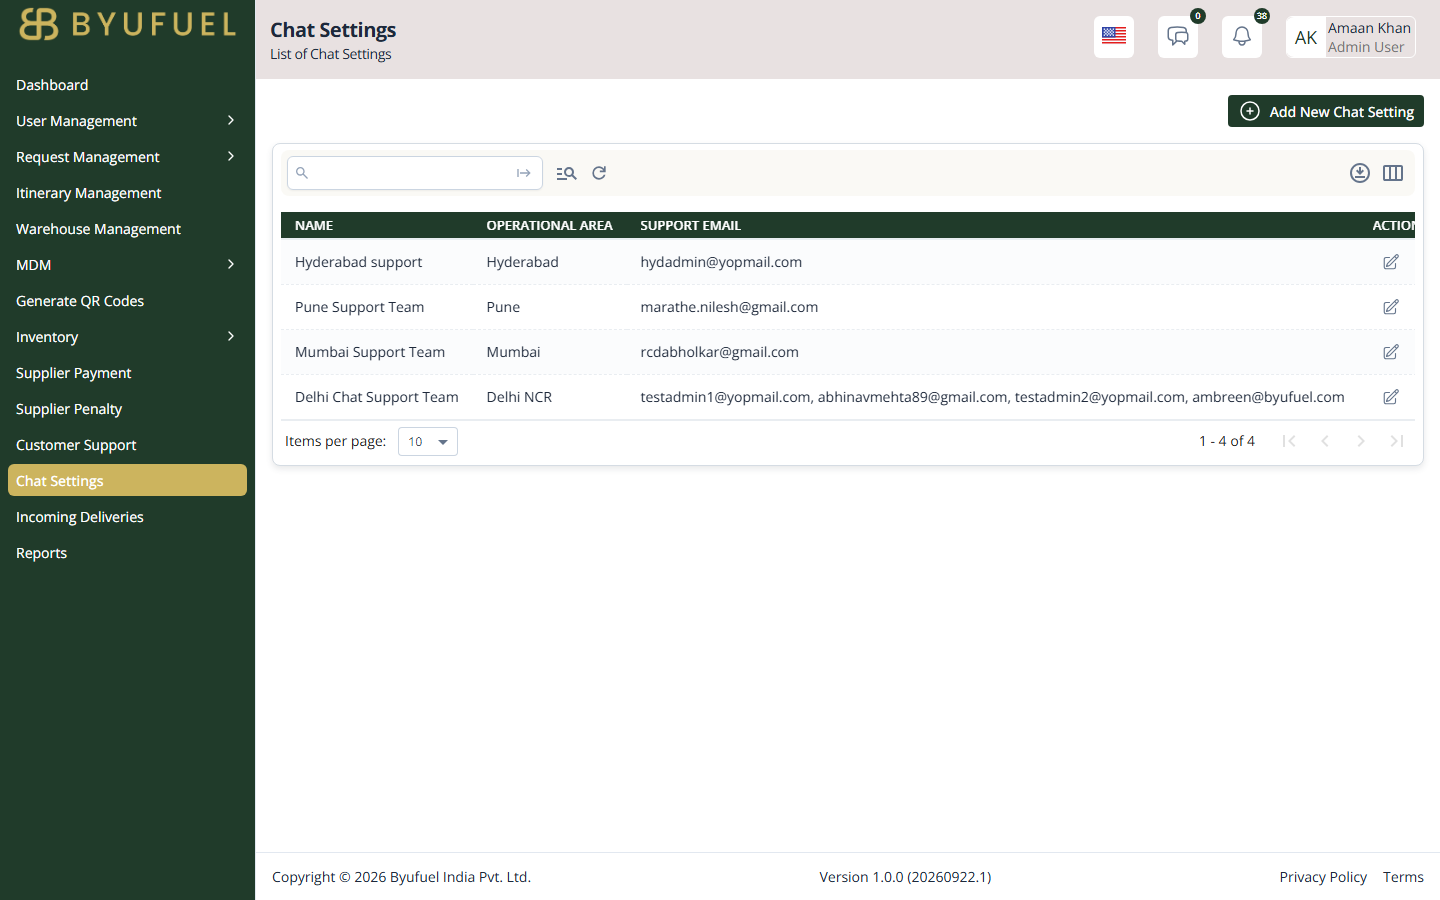 BYUFUEL
Dashboard
User Management
Request Management
Itinerary Management
Warehouse Management
MDM
Generate QR Codes
Inventory
Supplier Payment
Supplier Penalty
Customer Support
Chat Settings
Incoming Deliveries
Reports
Chat Settings
List of Chat Settings
0
38
AK
Amaan Khan
Admin User
Add New Chat Setting
NAME OPERATIONAL AREA SUPPORT EMAIL ACTION
Hyderabad support Hyderabad hydadmin@yopmail.com
Pune Support Team Pune marathe.nilesh@gmail.com
Mumbai Support Team Mumbai rcdabholkar@gmail.com
Delhi Chat Support Team Delhi NCR testadmin1@yopmail.com, abhinavmehta89@gmail.com, testadmin2@yopmail.com, ambreen@byufuel.com
Items per page: 10 1 - 4 of 4
Copyright © 2026 Byufuel India Pvt. Ltd. Version 1.0.0 (20260922.1) Privacy Policy Terms